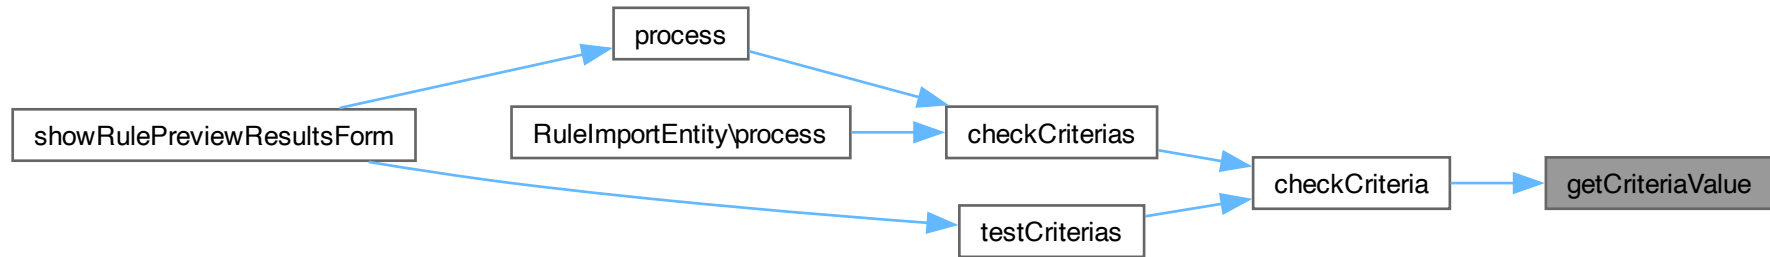 process
showRulePreviewResultsForm
RuleImportEntity\process
checkCriterias
checkCriteria
getCriteriaValue
testCriterias